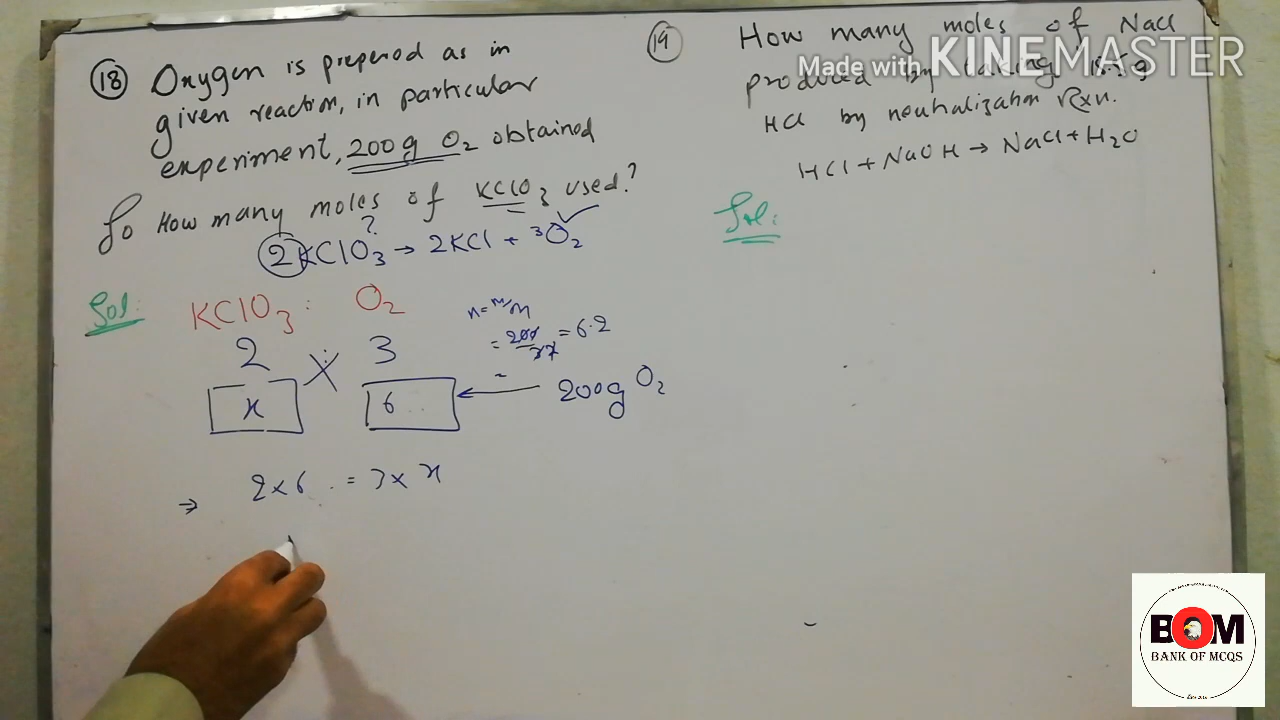 18 Oxygen is prepared as in
given reaction, in particular
experiment, 200g O2 obtained
So How many moles of KClO3 used?
?
2KClO3 → 2KCl + 3O2
Sol:
KClO3 : O2
2 : 3
x 6
n = m/M
= 200/32 = 6.2
=
200g O2
⇒ 2×6 = 3× x
19 How many moles of NaCl
produced by taking 18.5g
HCl by neutralization Rxn.
HCl + NaOH → NaCl + H2O
Sol:
Made with KINEMASTER
BOM
BANK OF MCQS